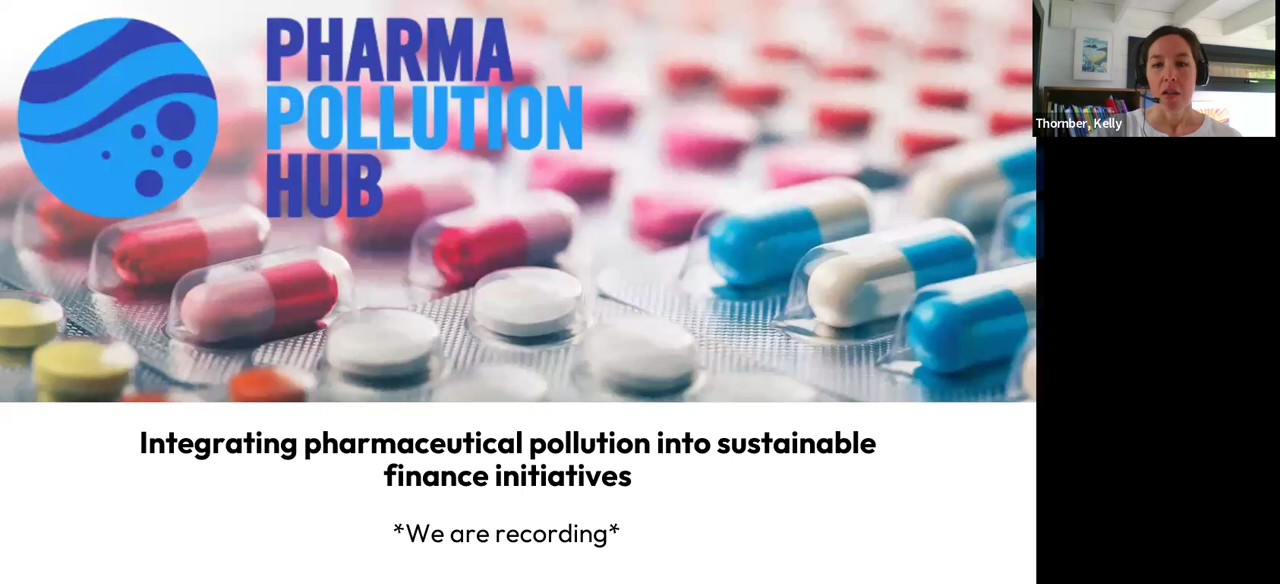 PHARMA
POLLUTION
HUB
Thornber, Kelly
Integrating pharmaceutical pollution into sustainable
finance initiatives
*We are recording*